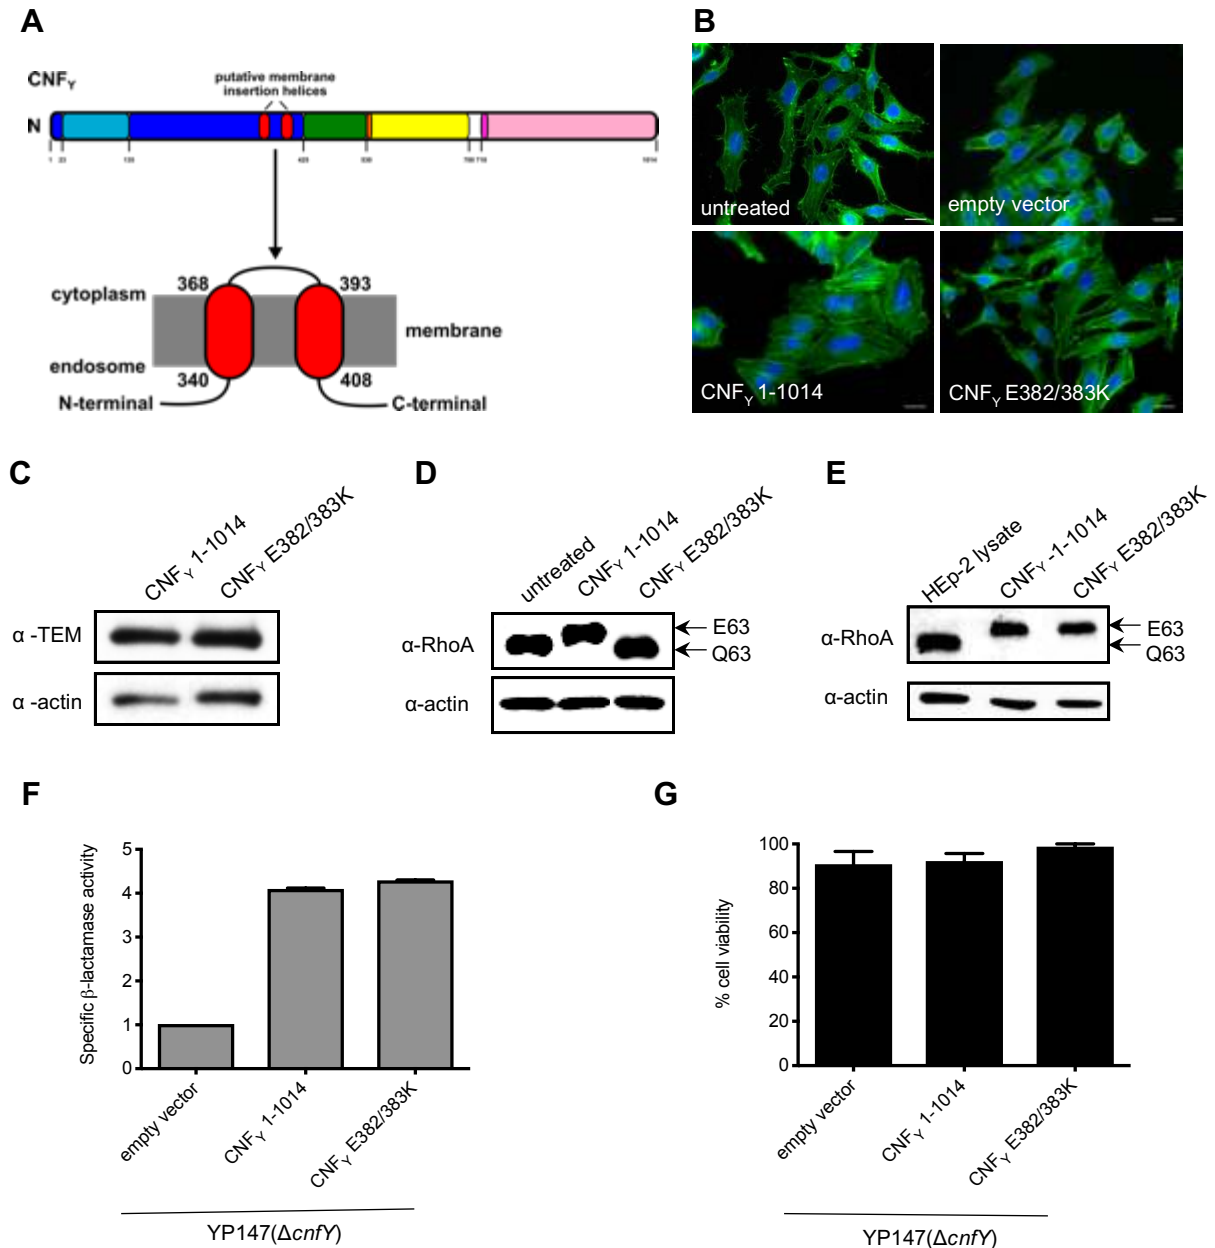 A
CNFY
putative membrane
insertion helices
N
1 23 1014
368 393
cytoplasm
membrane
endosome
340 408
N-terminal C-terminal
B
untreated
empty vector
CNFY 1-1014
CNFY E382/383K
C
CNFY 1-1014
CNFY E382/383K
α -TEM
α -actin
D
untreated
CNFY 1-1014
CNFY E382/383K
α-RhoA
E63
Q63
α-actin
E
HEp-2 lysate
CNFY -1-1014
CNFY E382/383K
α-RhoA
E63
Q63
α-actin
F
Specific β-lactamase activity
5
4
3
2
1
0
empty vector
CNFY 1-1014
CNFY E382/383K
YP147(ΔcnfY)
G
% cell viability
100
80
60
40
20
0
empty vector
CNFY 1-1014
CNFY E382/383K
YP147(ΔcnfY)